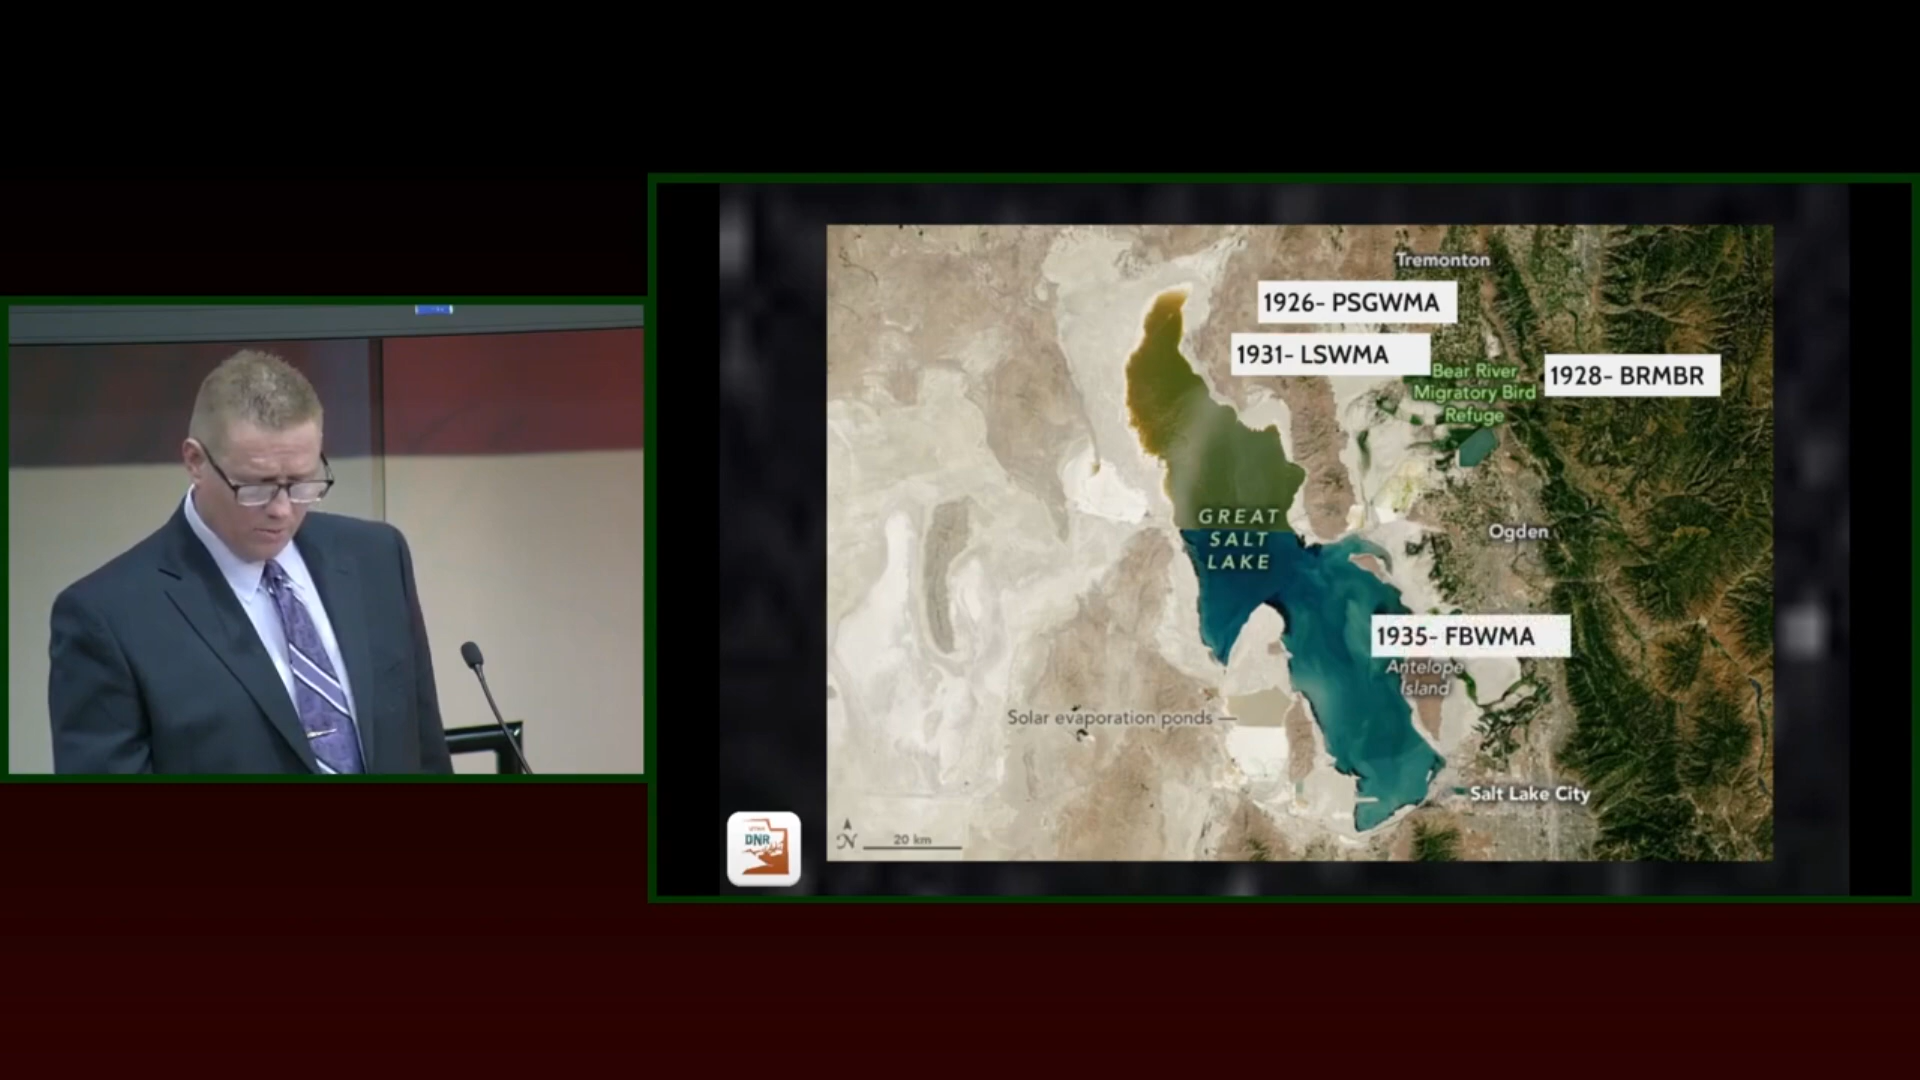 Tremonton
1926- PSGWMA
1931- LSWMA
1928- BRMBR
Bear River
Migratory Bird
Refuge
GREAT
SALT
LAKE
Ogden
1935- FBWMA
Antelope
Island
Solar evaporation ponds
Salt Lake City
N
20 km
UTAH
DNR